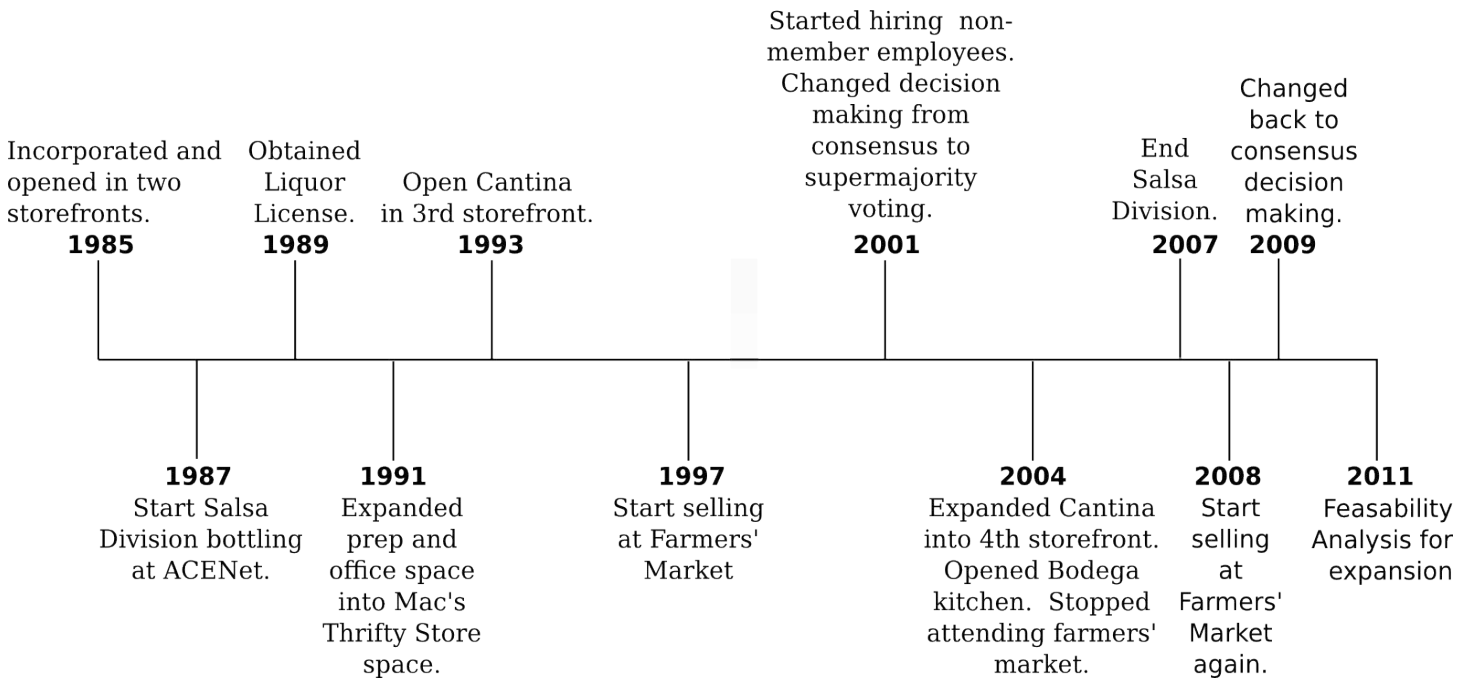 Incorporated and
opened in two
storefronts.
1985
Obtained
Liquor
License.
1989
Open Cantina
in 3rd storefront.
1993
Started hiring  non-
member employees.
Changed decision
making from
consensus to
supermajority
voting.
2001
End
Salsa
Division.
2007
Changed
back to
consensus
decision
making.
2009
1987
Start Salsa
Division bottling
at ACENet.
1991
Expanded
prep and
office space
into Mac's
Thrifty Store
space.
1997
Start selling
at Farmers'
Market
2004
Expanded Cantina
into 4th storefront.
Opened Bodega
kitchen.  Stopped
attending farmers'
market.
2008
Start
selling
at
Farmers'
Market
again.
2011
Feasability
Analysis for
expansion